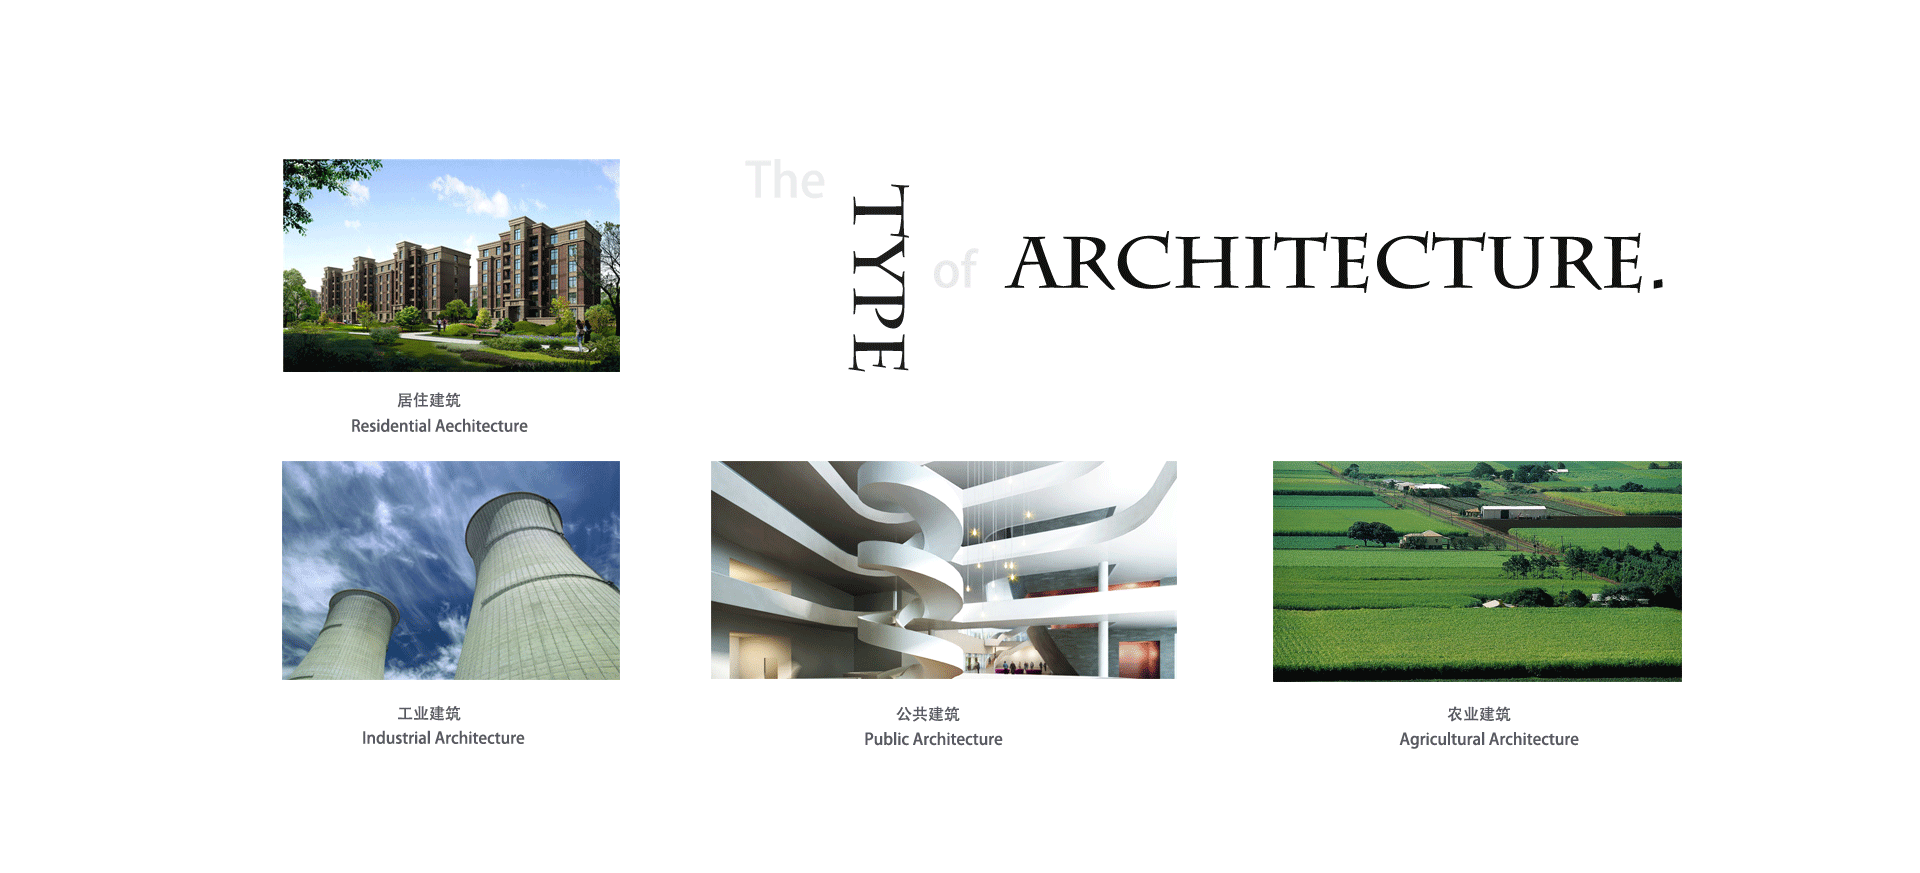 The
TYPE
of
ARCHITECTURE.
居住建筑
Residential Aechitecture
工业建筑
Industrial Architecture
公共建筑
Public Architecture
农业建筑
Agricultural Architecture